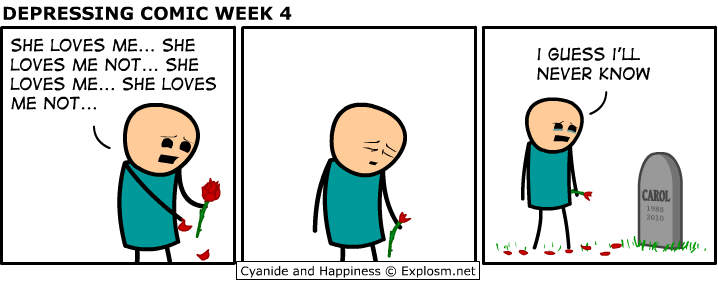 DEPRESSING COMIC WEEK 4
SHE LOVES ME... SHE
LOVES ME NOT... SHE
LOVES ME... SHE LOVES
ME NOT...
I GUESS I'LL
NEVER KNOW
CAROL
1988
2010
Cyanide and Happiness © Explosm.net